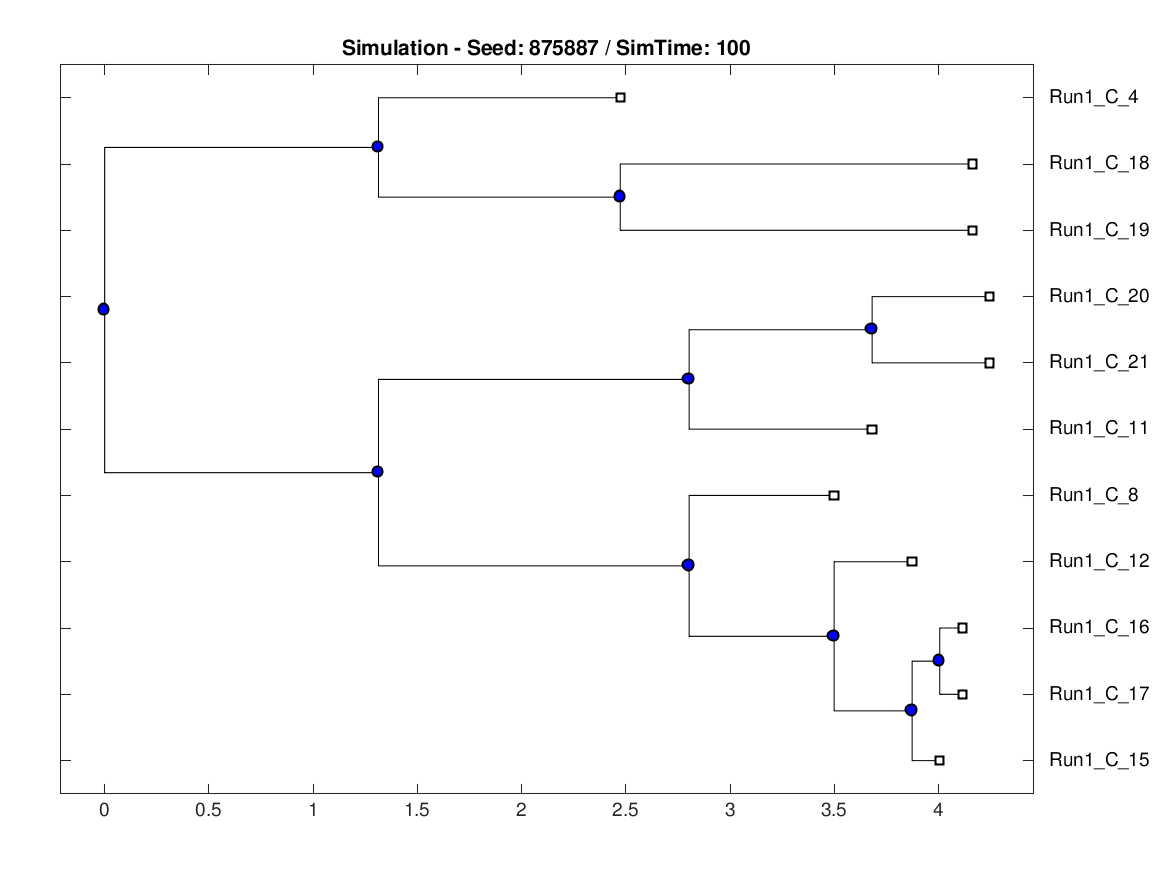 Simulation - Seed: 875887 / SimTime: 100
Run1_C_4
Run1_C_18
Run1_C_19
Run1_C_20
Run1_C_21
Run1_C_11
Run1_C_8
Run1_C_12
Run1_C_16
Run1_C_17
Run1_C_15
0 0.5 1 1.5 2 2.5 3 3.5 4